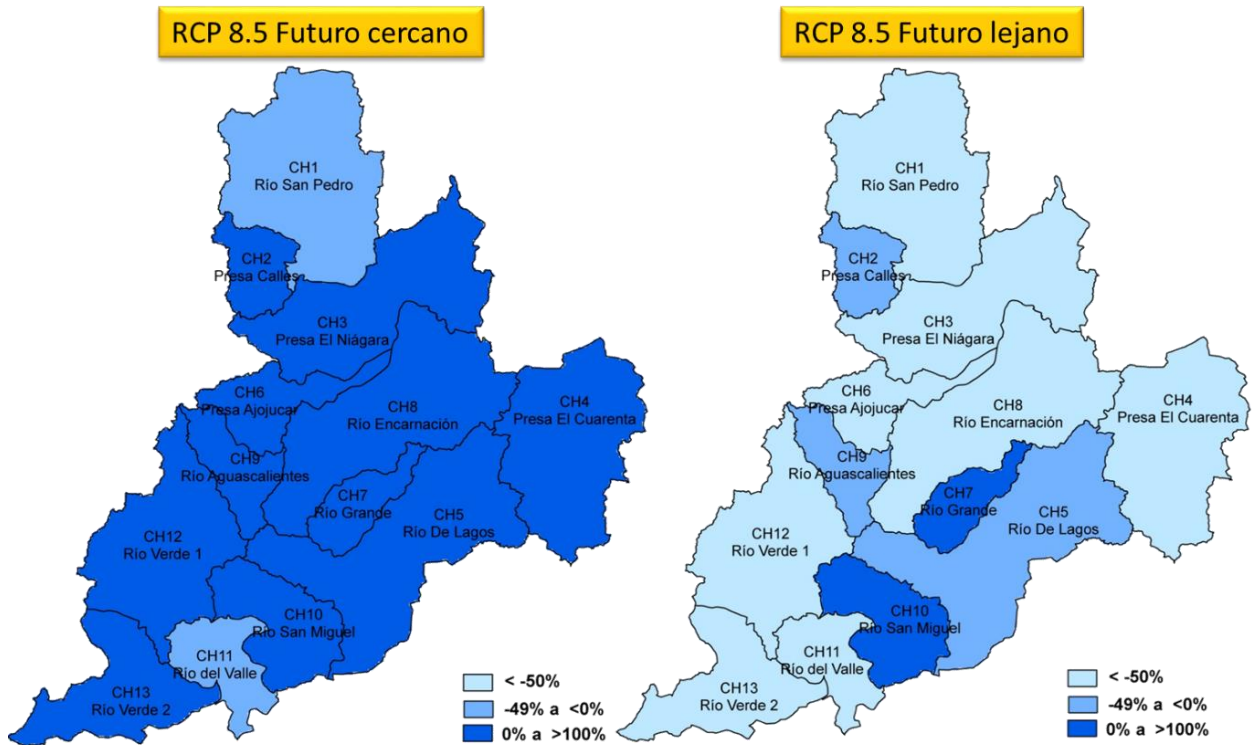 RCP 8.5 Futuro cercano
CH1
Río San Pedro
CH2
Presa Calles
CH3
Presa El Niágara
CH6
Presa Ajojucar
CH8
Río Encarnación
CH4
Presa El Cuarenta
CH9
Río Aguascalientes
CH7
Río Grande
CH5
Río De Lagos
CH12
Río Verde 1
CH10
Río San Miguel
CH11
Río del Valle
CH13
Río Verde 2
< -50%
-49% a <0%
0% a >100%
RCP 8.5 Futuro lejano
CH1
Río San Pedro
CH2
Presa Calles
CH3
Presa El Niágara
CH6
Presa Ajojucar
CH8
Río Encarnación
CH4
Presa El Cuarenta
CH9
Río Aguascalientes
CH7
Río Grande
CH5
Río De Lagos
CH12
Río Verde 1
CH10
Río San Miguel
CH11
Río del Valle
CH13
Río Verde 2
< -50%
-49% a <0%
0% a >100%